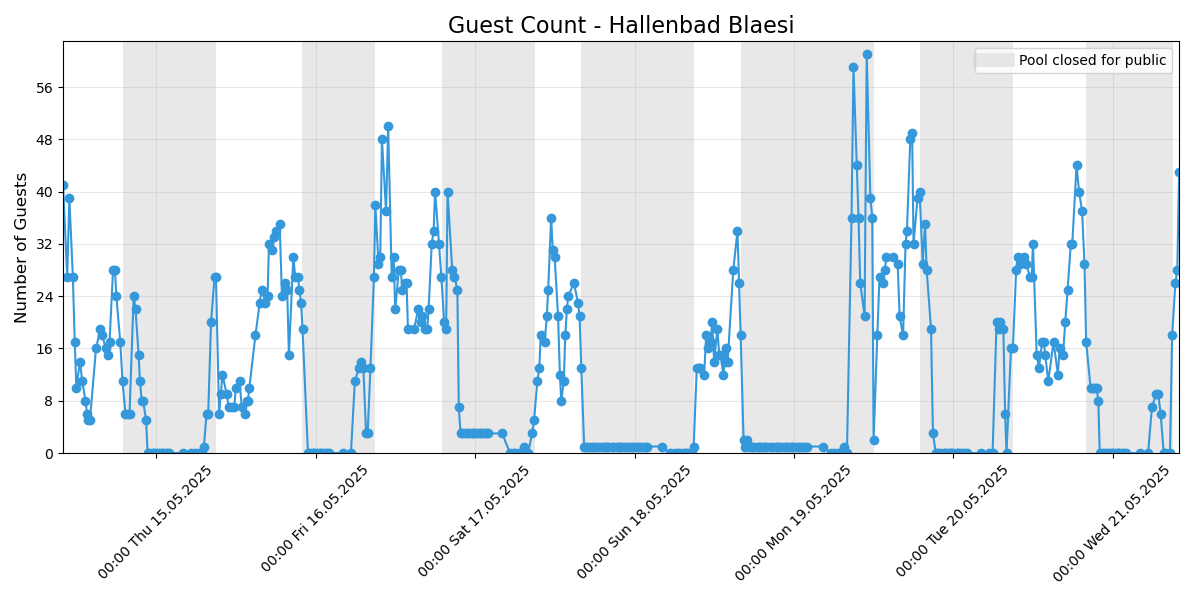 Guest Count - Hallenbad Blaesi
Pool closed for public
Number of Guests
56
48
40
32
24
16
8
0
00:00 Thu 15.05.2025
00:00 Fri 16.05.2025
00:00 Sat 17.05.2025
00:00 Sun 18.05.2025
00:00 Mon 19.05.2025
00:00 Tue 20.05.2025
00:00 Wed 21.05.2025